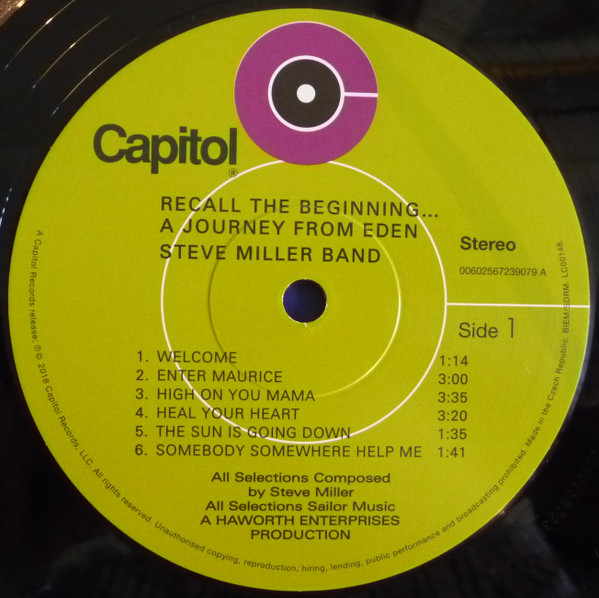 Capitol
®
RECALL THE BEGINNING...
A JOURNEY FROM EDEN
STEVE MILLER BAND
Stereo
00602567239079 A
Side 1
1. WELCOME 1:14
2. ENTER MAURICE 3:00
3. HIGH ON YOU MAMA 3:35
4. HEAL YOUR HEART 3:20
5. THE SUN IS GOING DOWN 1:35
6. SOMEBODY SOMEWHERE HELP ME 1:41
All Selections Composed
by Steve Miller
All Selections Sailor Music
A HAWORTH ENTERPRISES
PRODUCTION
A Capitol Records release; ℗ © 2018 Capitol Records, LLC. All rights reserved. Unauthorised copying, reproduction, hiring, lending, public performance and broadcasting prohibited. Made in the Czech Republic. BIEM/SDRM. LC00148.